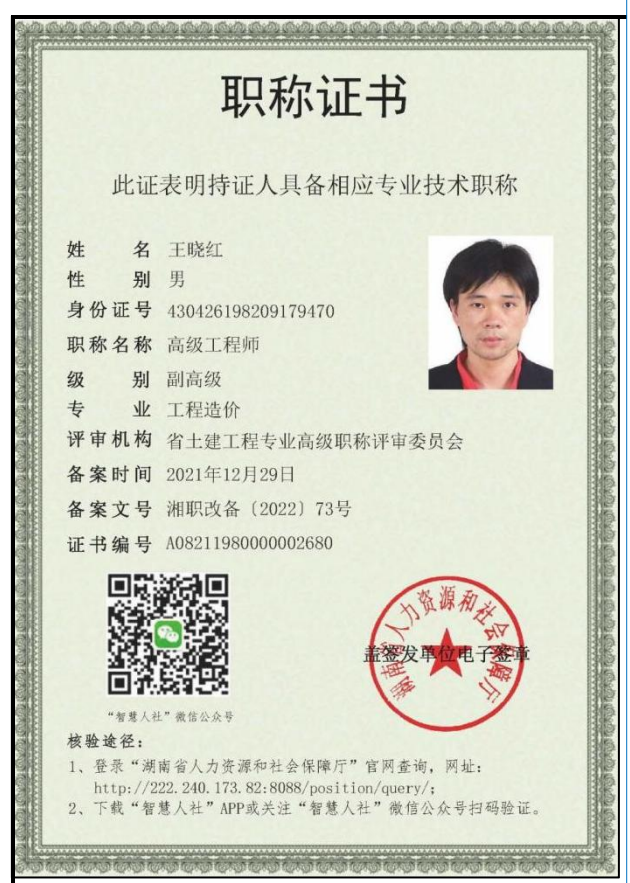 职称证书
此证表明持证人具备相应专业技术职称
姓 名 王晓红
性 别 男
身份证号 430426198209179470
职称名称 高级工程师
级 别 副高级
专 业 工程造价
评审机构 省土建工程专业高级职称评审委员会
备案时间 2021年12月29日
备案文号 湘职改备〔2022〕73号
证书编号 A08211980000002680
湖南省人力资源和社会保障厅
盖签发单位电子签章
“智慧人社”微信公众号
核验途径:
1、登录“湖南省人力资源和社会保障厅”官网查询, 网址:
http://222.240.173.82:8088/position/query/;
2、下载“智慧人社”APP或关注“智慧人社”微信公众号扫码验证。